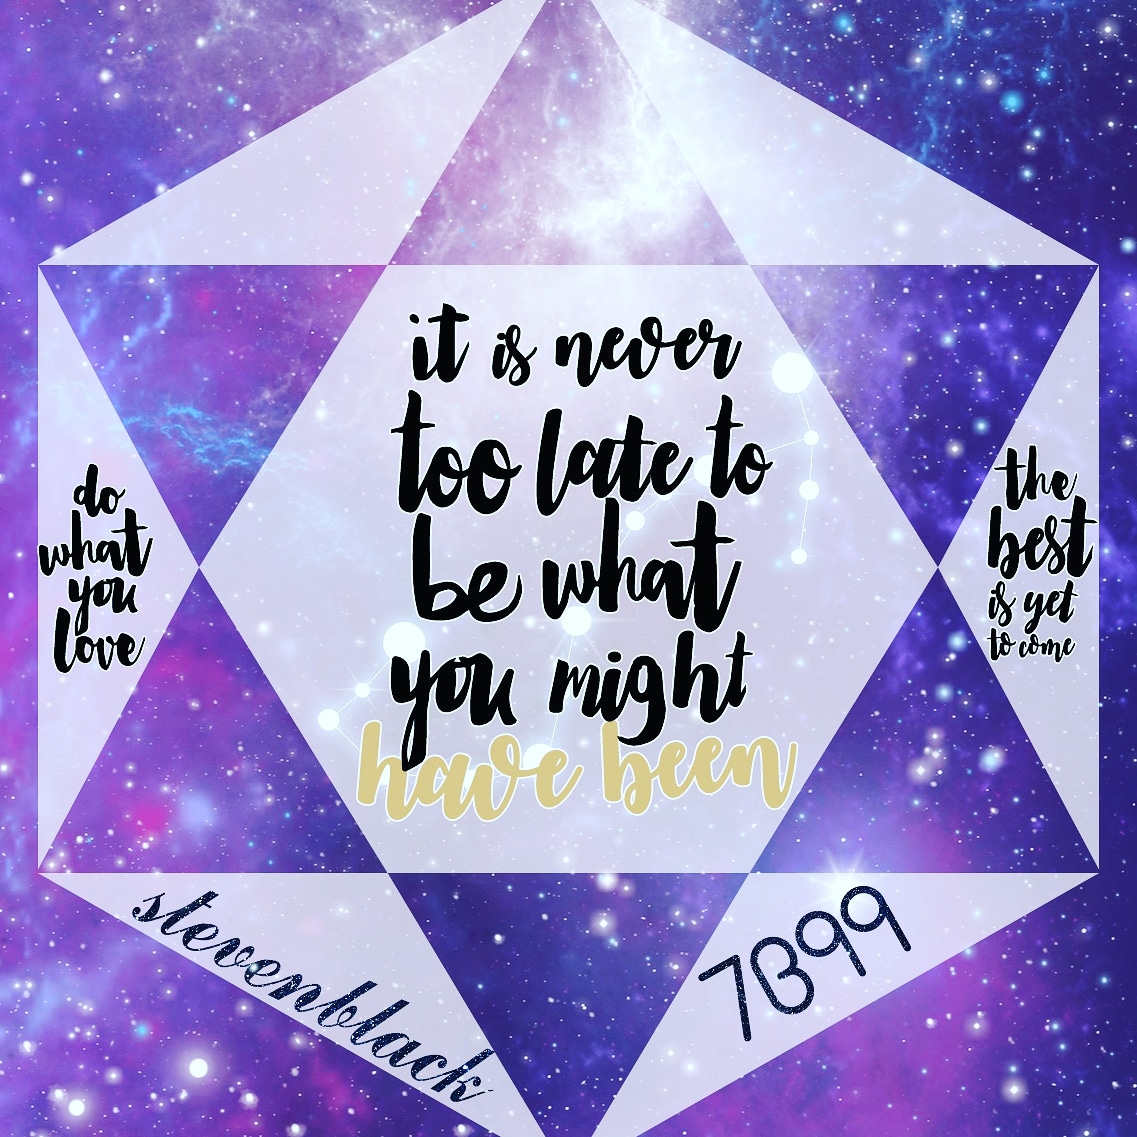 it is never
too late to
be what
you might
have been
do
what
you
love
the
best
is yet
to come
stevenblack
7B99